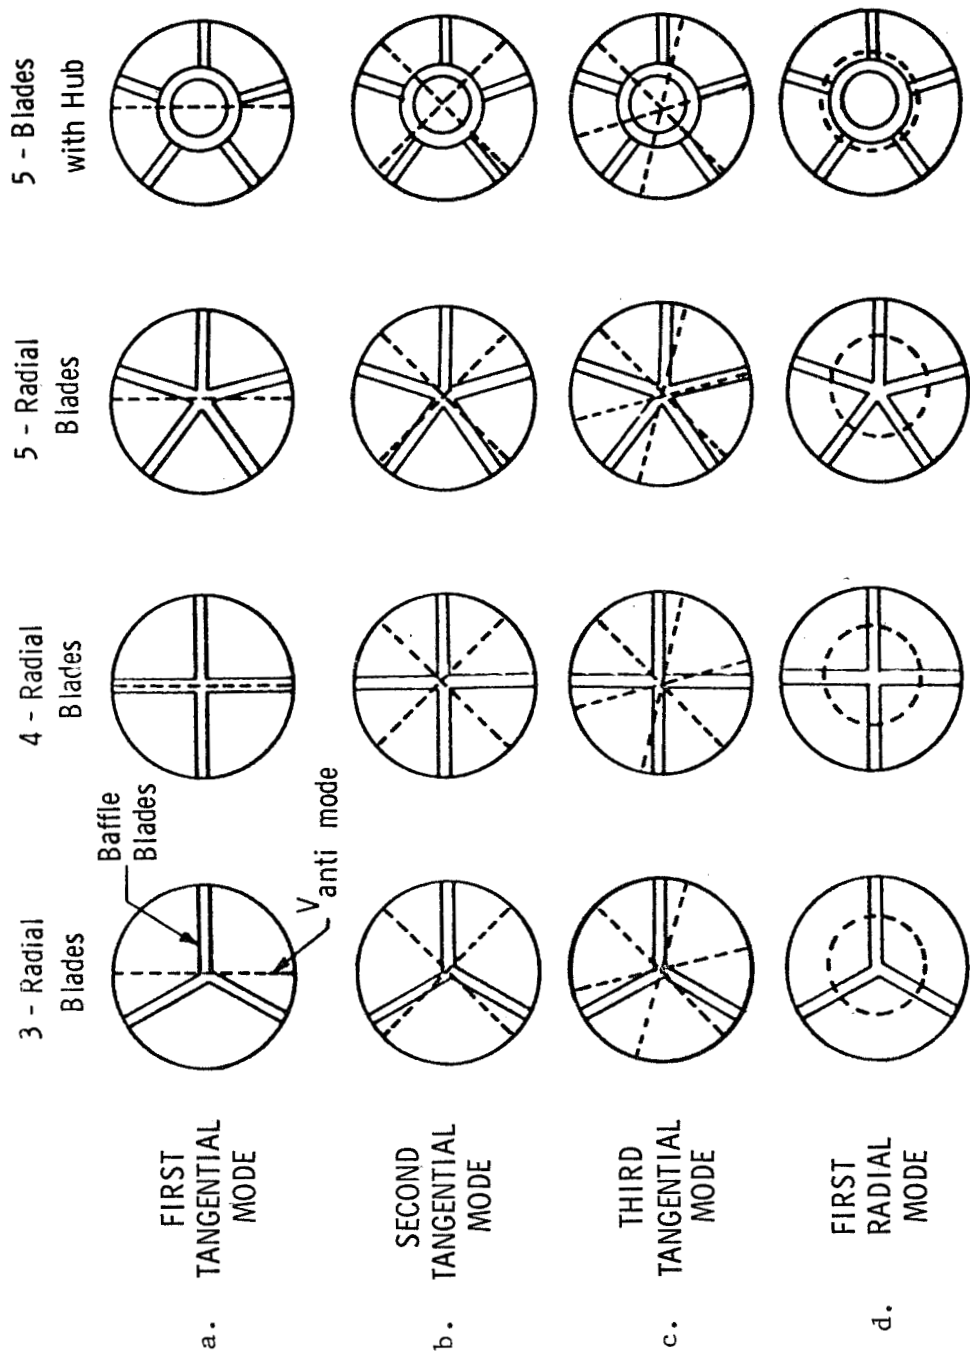 3 - Radial
Blades
4 - Radial
Blades
5 - Radial
Blades
5 - Blades
with Hub
Baffle
Blades
V anti mode
a.
FIRST
TANGENTIAL
MODE
b.
SECOND
TANGENTIAL
MODE
c.
THIRD
TANGENTIAL
MODE
d.
FIRST
RADIAL
MODE